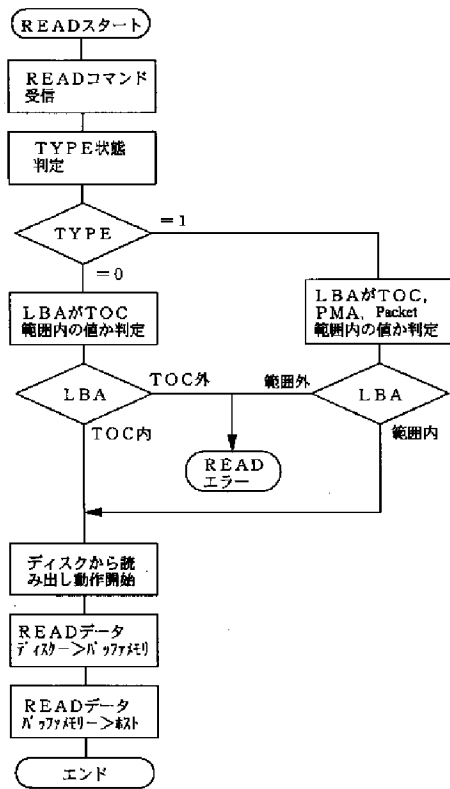 READスタート
READコマンド
受信
TYPE状態
判定
TYPE
=1
=0
LBAがTOC
範囲内の値か判定
LBAがTOC,
PMA, Packet
範囲内の値か判定
LBA
TOC外
範囲外
LBA
TOC内
範囲内
READ
エラー
ディスクから読
み出し動作開始
READデータ
ディスクー>バッファメモリ
READデータ
バッファメモリー>ホスト
エンド